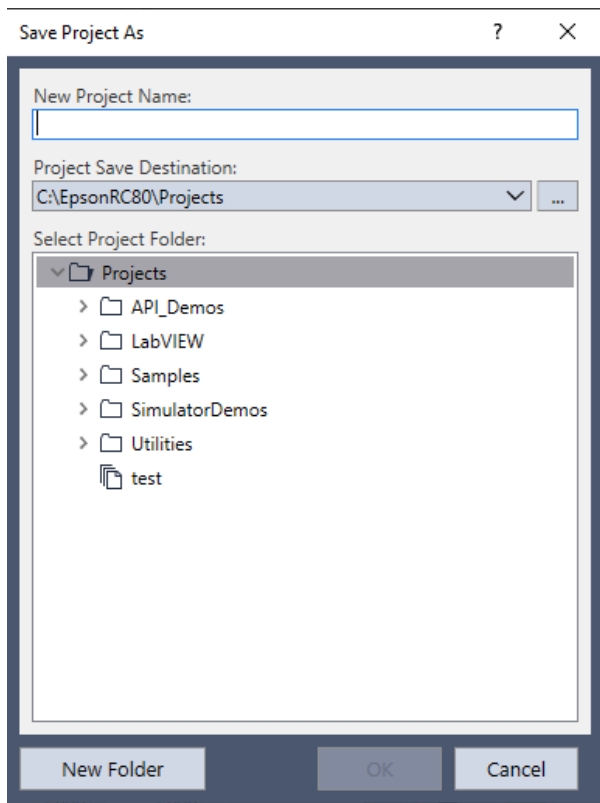 Save Project As ?
New Project Name:
Project Save Destination:
C:\EpsonRC80\Projects ...
Select Project Folder:
Projects
API_Demos
LabVIEW
Samples
SimulatorDemos
Utilities
test
New Folder OK Cancel